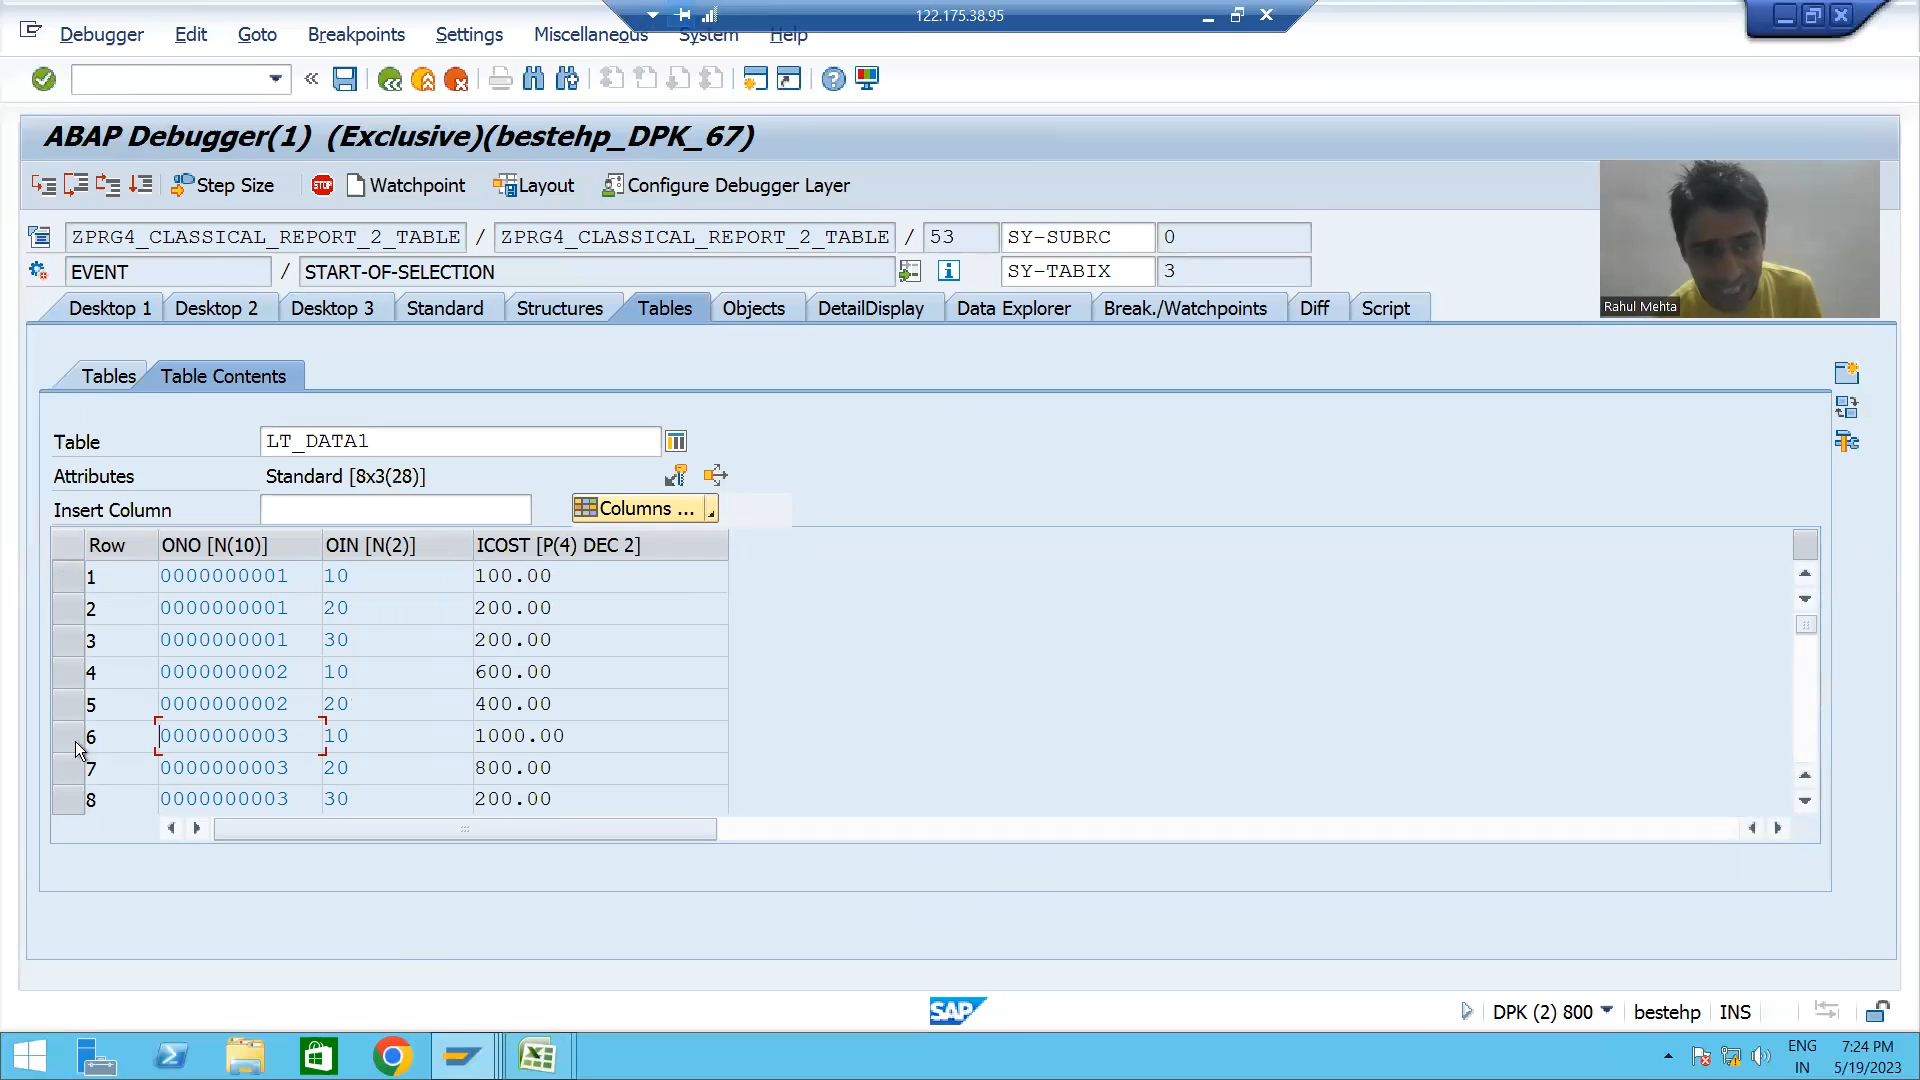 122.175.38.95
Debugger Edit Goto Breakpoints Settings Miscellaneous System Help
ABAP Debugger(1) (Exclusive)(bestehp_DPK_67)
Step Size STOP Watchpoint Layout Configure Debugger Layer
ZPRG4_CLASSICAL_REPORT_2_TABLE / ZPRG4_CLASSICAL_REPORT_2_TABLE / 53 SY-SUBRC 0
EVENT / START-OF-SELECTION SY-TABIX 3
Rahul Mehta
Desktop 1 Desktop 2 Desktop 3 Standard Structures Tables Objects DetailDisplay Data Explorer Break./Watchpoints Diff Script
Tables Table Contents
Table LT_DATA1
Attributes Standard [8x3(28)]
Insert Column Columns ...
Row ONO [N(10)] OIN [N(2)] ICOST [P(4) DEC 2]
1 0000000001 10 100.00
2 0000000001 20 200.00
3 0000000001 30 200.00
4 0000000002 10 600.00
5 0000000002 20 400.00
6 0000000003 10 1000.00
7 0000000003 20 800.00
8 0000000003 30 200.00
SAP DPK (2) 800 bestehp INS
ENG 7:24 PM
IN 5/19/2023